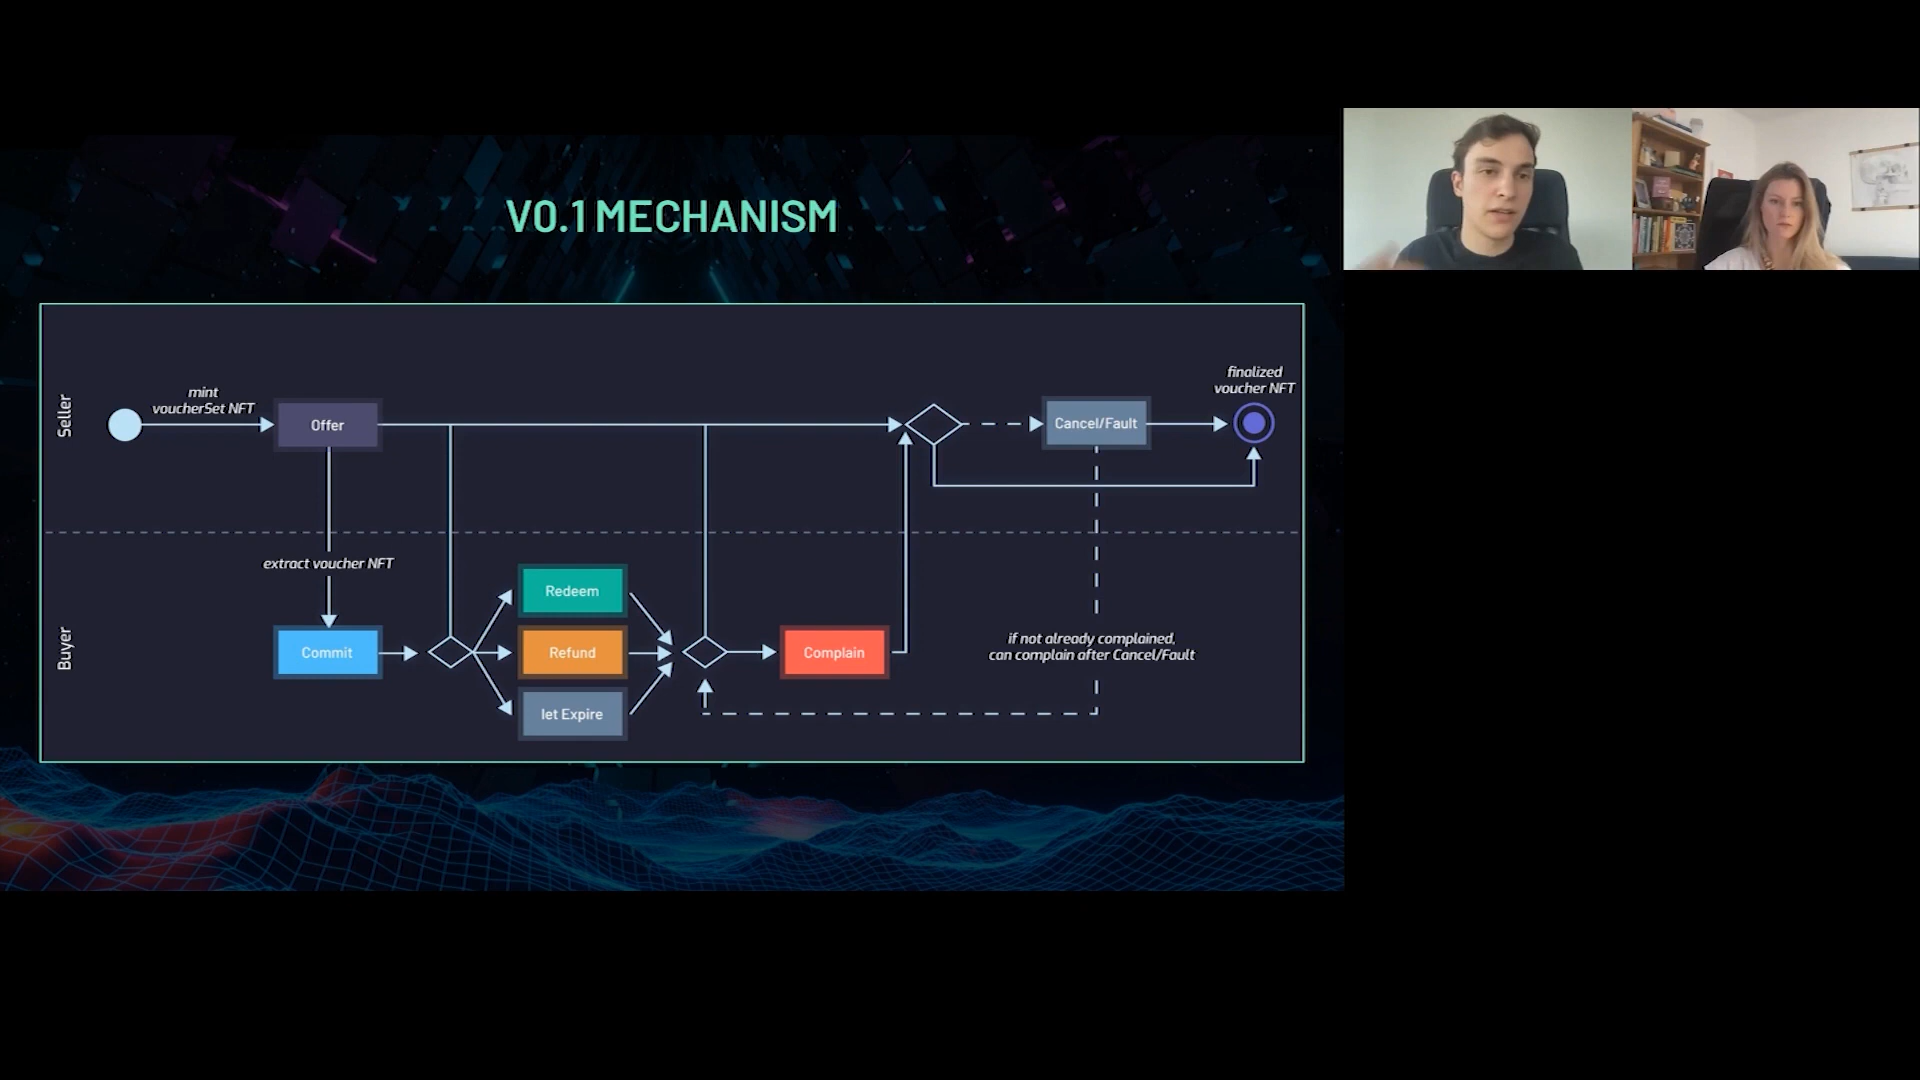 V0.1 MECHANISM
finalized
voucher NFT
mint
voucherSet NFT
Seller
Offer
Cancel/Fault
extract voucher NFT
Redeem
Buyer
Commit
Refund
Complain
if not already complained,
can complain after Cancel/Fault
let Expire